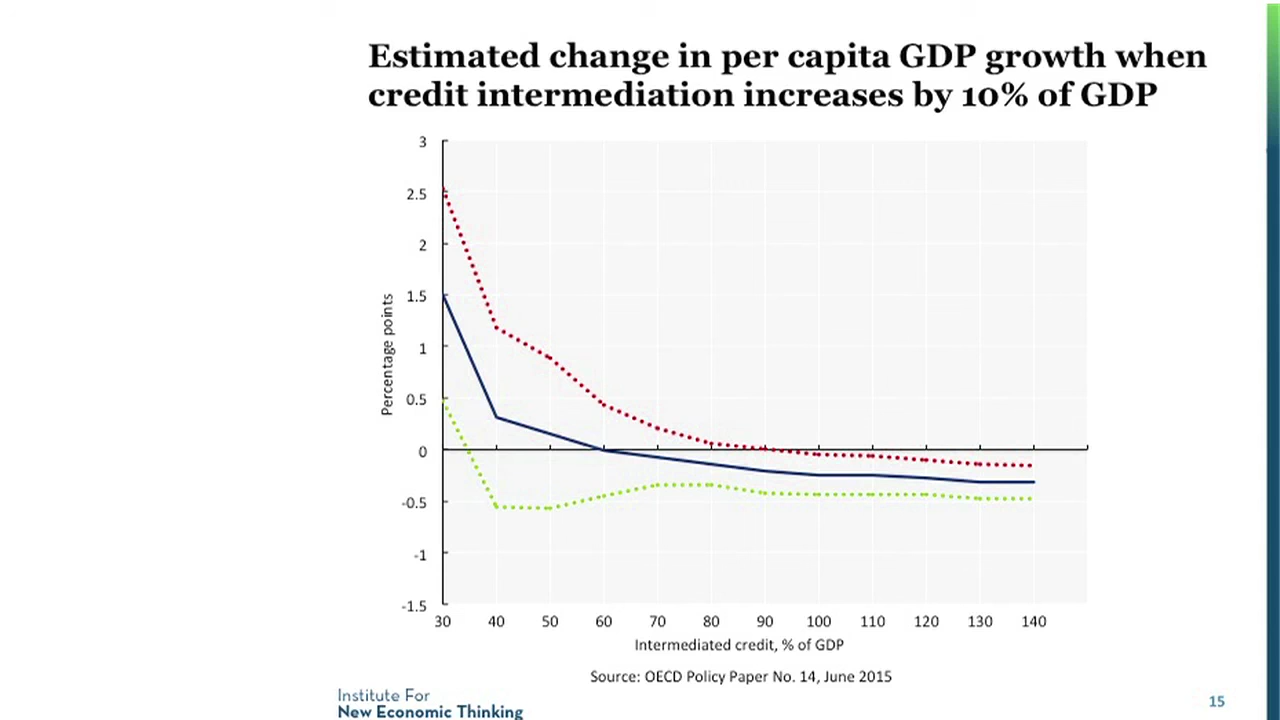 Estimated change in per capita GDP growth when
credit intermediation increases by 10% of GDP
3
2.5
2
1.5
1
0.5
0
-0.5
-1
-1.5
Percentage points
30 40 50 60 70 80 90 100 110 120 130 140
Intermediated credit, % of GDP
Source: OECD Policy Paper No. 14, June 2015
Institute For
New Economic Thinking
15